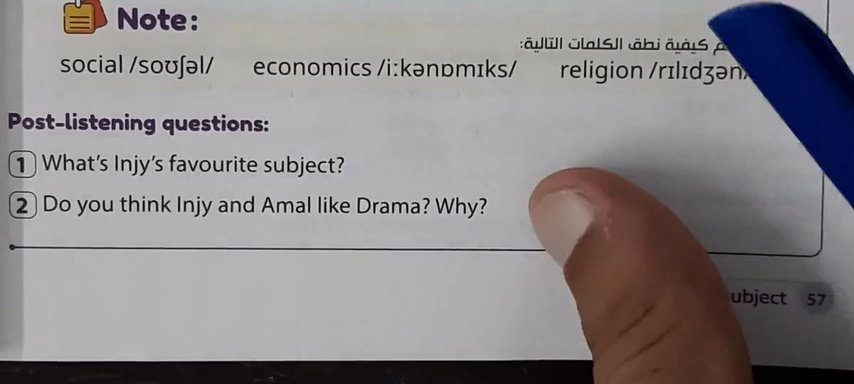 Note:
كيفية نطق الكلمات التالية:
social /soʊʃəl/ economics /iːkənɒmɪks/ religion /rɪlɪdʒən/
Post-listening questions:
1 What's Injy's favourite subject?
2 Do you think Injy and Amal like Drama? Why?
ubject 57